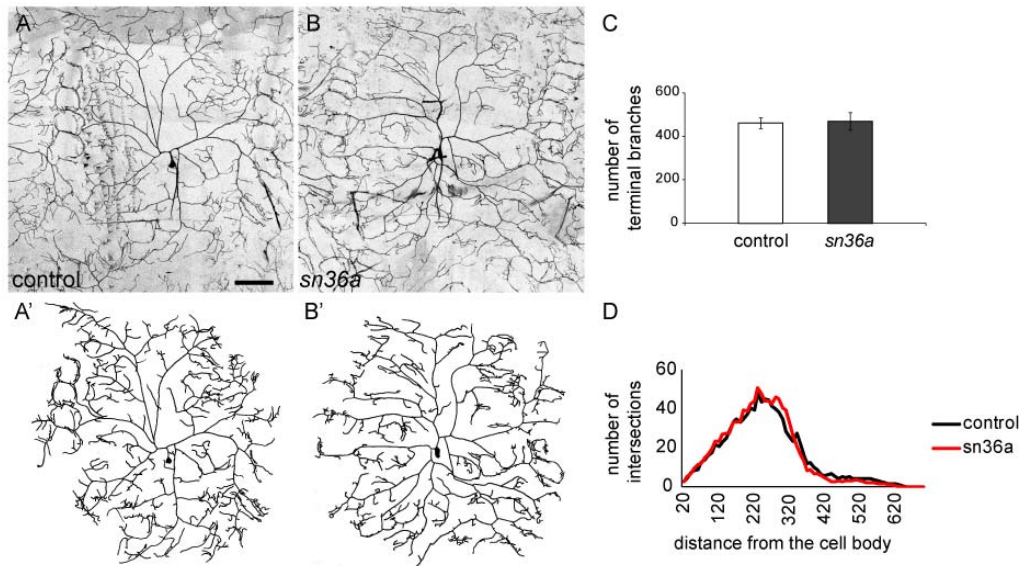 A
B
C
control
sn36a
number of
terminal branches
600
400
200
0
control
sn36a
A'
B'
D
number of
intersections
60
40
20
0
20
120
220
320
420
520
620
distance from the cell body
control
sn36a